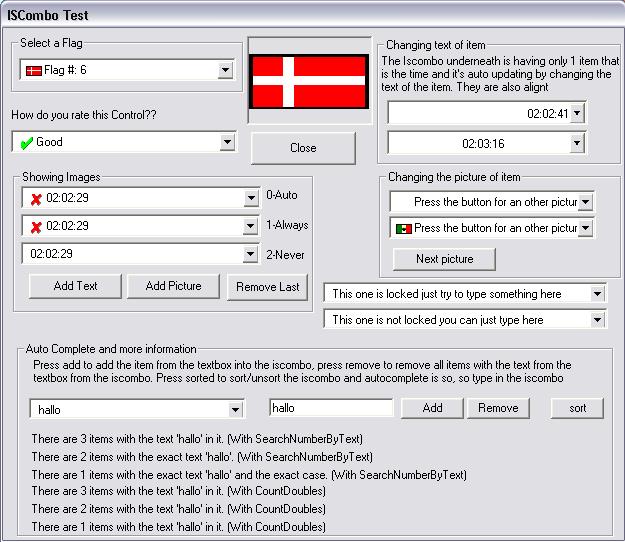 ISCombo Test
Select a Flag
Flag #: 6
How do you rate this Control??
Good
Close
Changing text of item
The Iscombo underneath is having only 1 item that
is the time and it's auto updating by changing the
text of the item. They are also alignt
02:02:41
02:03:16
Showing Images
02:02:29
0-Auto
02:02:29
1-Always
02:02:29
2-Never
Add Text
Add Picture
Remove Last
Changing the picture of item
Press the button for an other pictur
Press the button for an other pictur
Next picture
This one is locked just try to type something here
This one is not locked you can just type here
Auto Complete and more information
Press add to add the item from the textbox into the iscombo, press remove to remove all items with the text from the
textbox from the iscombo. Press sorted to sort/unsort the iscombo and autocomplete is so, so type in the iscombo
hallo
hallo
Add
Remove
sort
There are 3 items with the text 'hallo' in it. (With SearchNumberByText)
There are 2 items with the exact text 'hallo'. (With SearchNumberByText)
There are 1 items with the exact text 'hallo' and the exact case. (With SearchNumberByText)
There are 3 items with the text 'hallo' in it. (With CountDoubles)
There are 2 items with the text 'hallo' in it. (With CountDoubles)
There are 1 items with the text 'hallo' in it. (With CountDoubles)